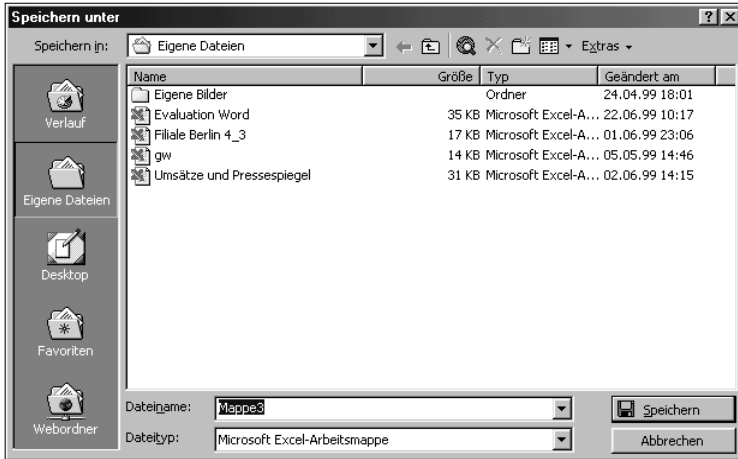 Speichern unter
Speichern in: Eigene Dateien Extras
Name Größe Typ Geändert am
Eigene Bilder Ordner 24.04.99 18:01
Evaluation Word 35 KB Microsoft Excel-A... 22.06.99 10:17
Filiale Berlin 4_3 17 KB Microsoft Excel-A... 01.06.99 23:06
gw 14 KB Microsoft Excel-A... 05.05.99 14:46
Umsätze und Pressespiegel 31 KB Microsoft Excel-A... 02.06.99 14:15
Verlauf
Eigene Dateien
Desktop
Favoriten
Webordner
Dateiname: Mappe3 Speichern
Dateityp: Microsoft Excel-Arbeitsmappe Abbrechen